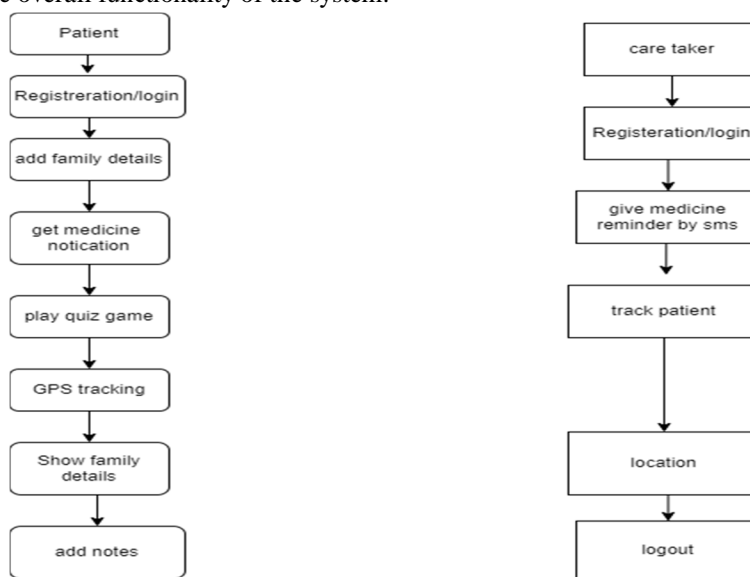 e overall functionality of the system.
Patient
Registreration/login
add family details
get medicine
notication
play quiz game
GPS tracking
Show family
details
add notes
care taker
Registeration/login
give medicine
reminder by sms
track patient
location
logout